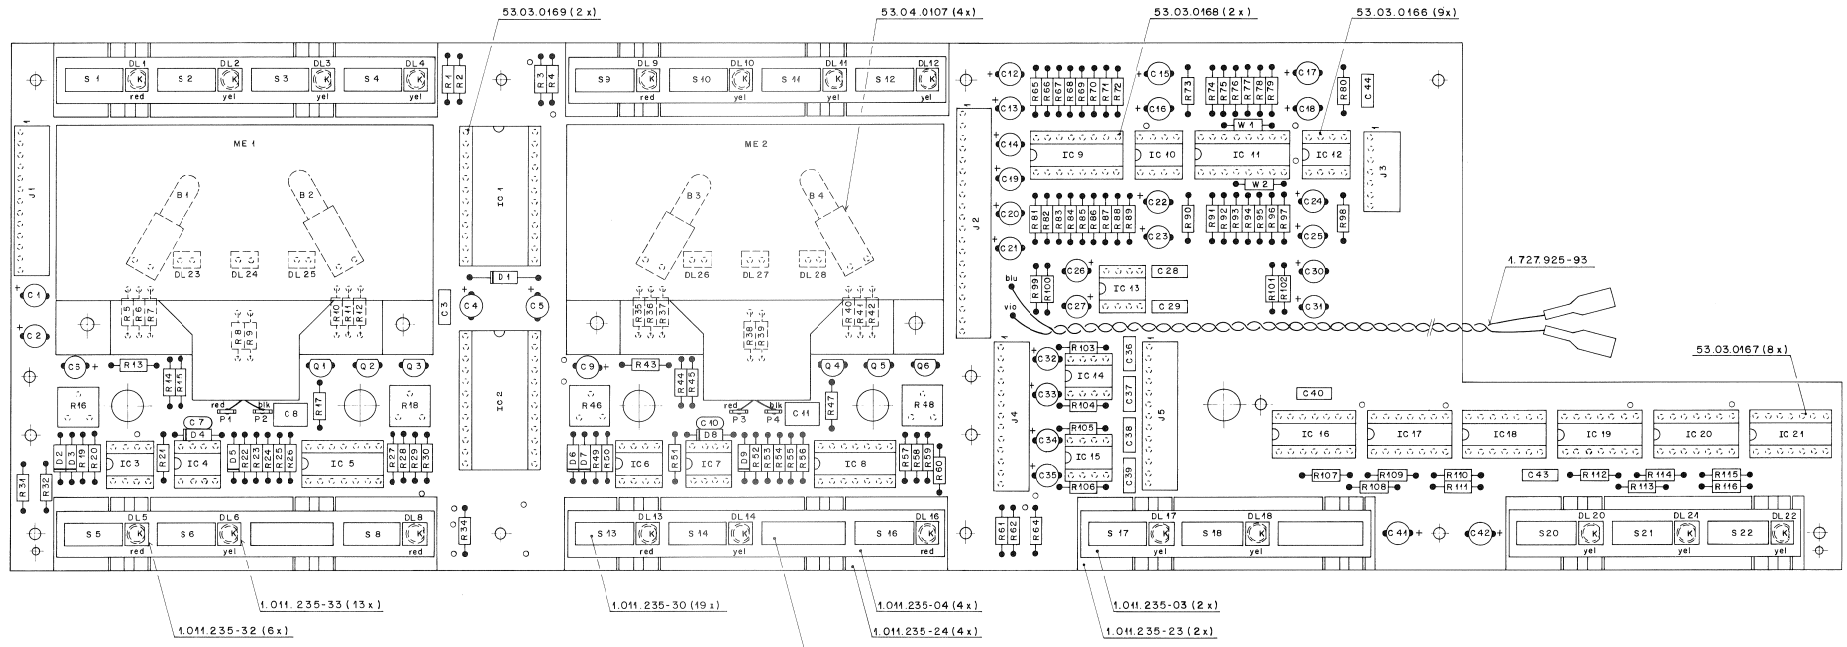 53.03.0169 (2x)
53.04.0107 (4x)
53.03.0168 (2x)
53.03.0166 (9x)
S1 DL1 K red S2 DL2 K yel S3 DL3 K yel S4 DL4 K yel
R1 R2 R3 R4
S9 DL9 K red S10 DL10 K yel S11 DL11 K yel S12 DL12 K yel
+ C12 R65 R66 R67 R68 R69 R70 R71 R72 + C15 R73 R74 R75 R76 R77 R78 R79 + C17 R80 C44
C13 C16 C18
1 J1 ME1 B1 B2 IC1 ME2 B3 B4 1 J2
+ C14 IC9 IC10 W1 IC11 IC12 1 J3
W2
+ C19
+ C20 R81 R82 R83 R84 R85 R86 R87 R88 R89 + C22 R90 R91 R92 R93 R94 R95 R96 R97 + C24 R98
+ C21 + C23 + C25
DL23 DL24 DL25 D1 DL26 DL27 DL28
blu R99 R100 + C26 IC13 C28 R101 R102 + C30 1.727.925-93
vio + C27 C29 + C31
+ C1 R5 R6 R7 R8 R9 R10 R11 R12 C3 + C4 + C5 R35 R36 R37 R38 R39 R40 R41 R42
+ C2
C6 + R13 R14 R15 Q1 Q2 Q3 IC2 C9 + R43 R44 R45 Q4 Q5 Q6
1 J4 + C32 R103 C36 1 J5 53.03.0167 (8x)
+ C33 IC14 C37 R104 C40
R16 red P1 blk P2 C8 R17 R18 R46 red P3 blk P4 C11 R47 R48
C7 D4 C10 D8
+ C34 R105 C38 IC16 IC17 IC18 IC19 IC20 IC21
D2 D3 R19 R20 IC3 R21 IC4 D5 R22 R23 R24 R25 R26 IC5 R27 R28 R29 R30
D6 D7 R49 R50 IC6 R51 IC7 D9 R52 R53 R54 R55 R56 IC8 R57 R58 R59 R60
+ C35 IC15 R106 C39
R31 R32 R107 R108 R109 R110 R111 C43 R112 R113 R114 R115 R116
S5 DL5 K red S6 DL6 K yel S8 DL8 K red
R34
S13 DL13 K red S14 DL14 K yel S16 DL16 K red
R61 R62 R64
S17 DL17 K yel S18 DL18 K yel C41 + C42 +
S20 DL20 K yel S21 DL21 K yel S22 DL22 K yel
1.011.235-33 (13x)
1.011.235-32 (6x)
1.011.235-30 (19x)
1.011.235-04 (4x)
1.011.235-24 (4x)
1.011.235-03 (2x)
1.011.235-23 (2x)